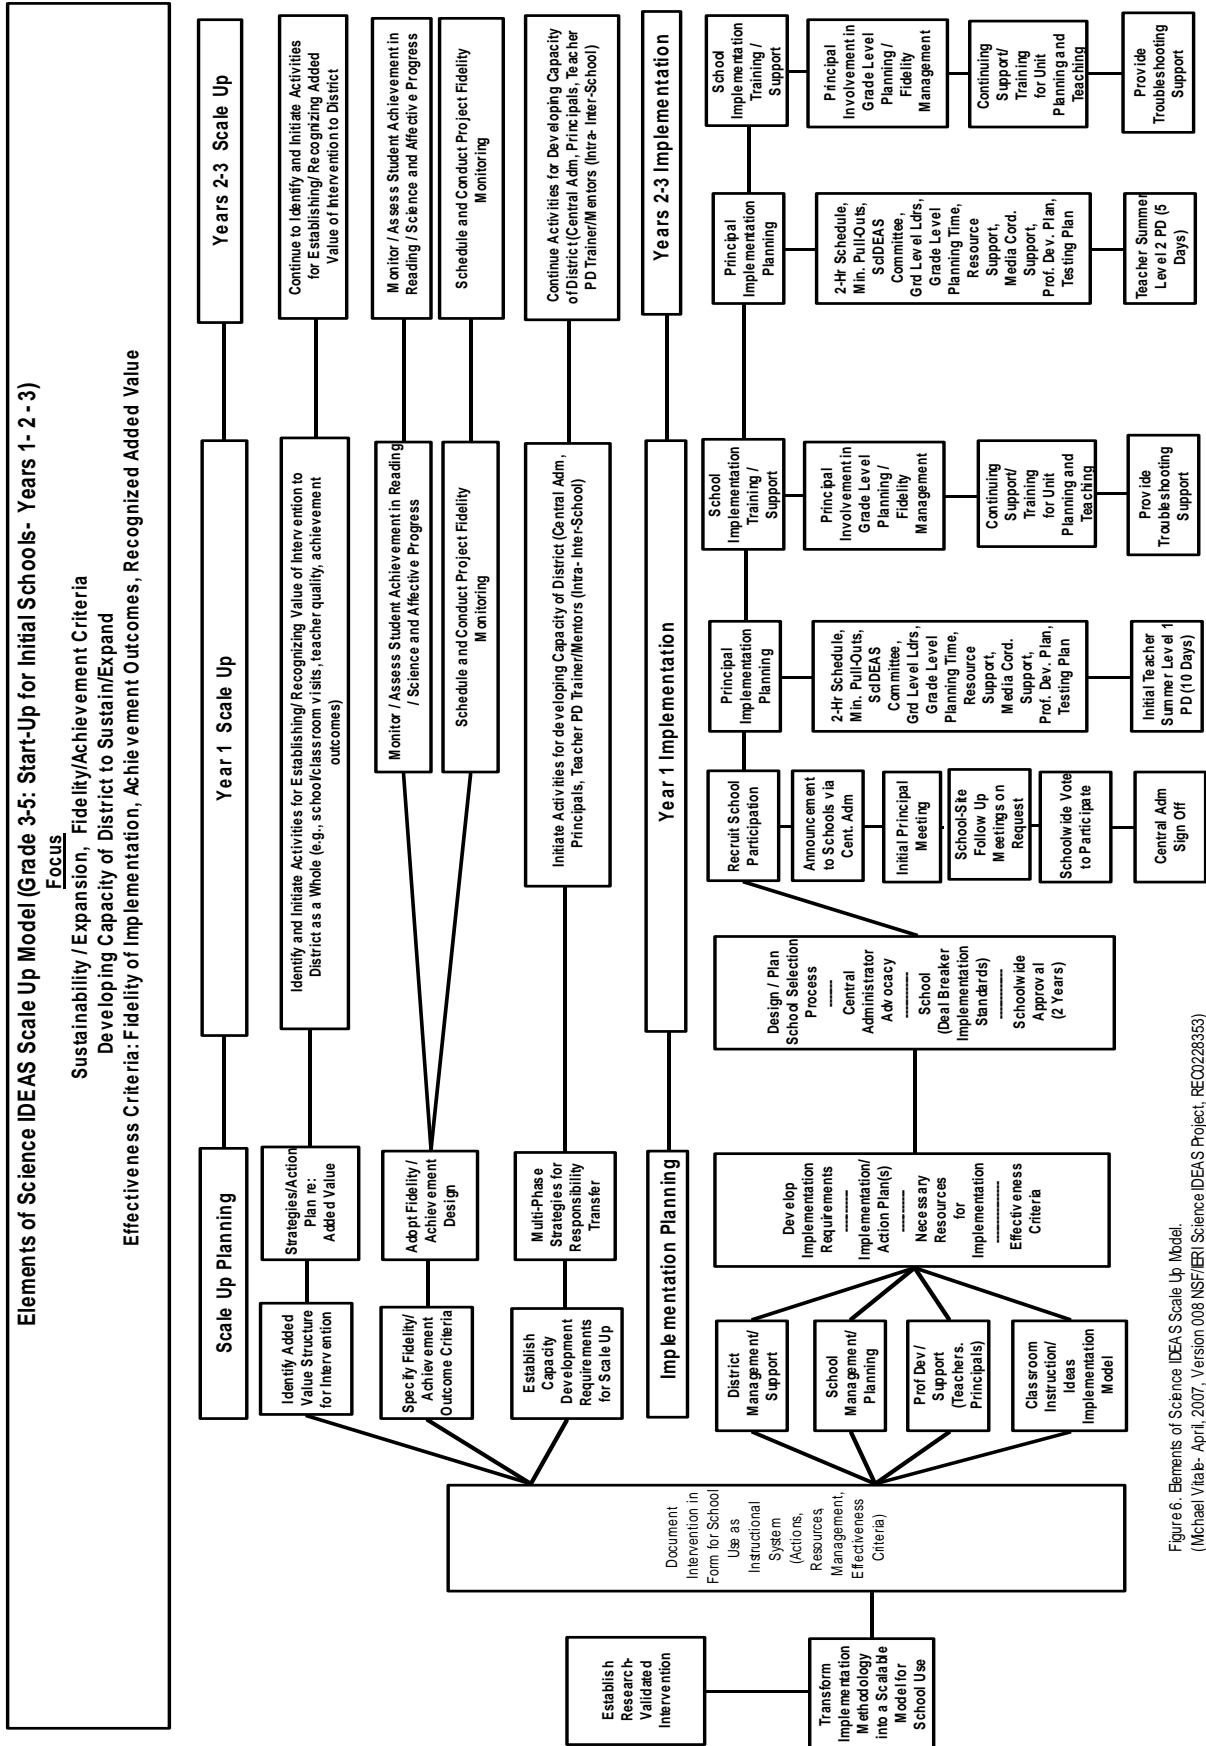 Elements of Science IDEAS Scale Up Model (Grade 3-5: Start-Up for Initial Schools- Years 1- 2 - 3)
Focus
Sustainability / Expansion, Fidelity/Achievement Criteria
Developing Capacity of District to Sustain/Expand
Effectiveness Criteria: Fidelity of Implementation, Achievement Outcomes, Recognized Added Value
Scale Up Planning
Year 1 Scale Up
Years 2-3 Scale Up
Identify Added
Value Structure
for Intervention
Strategies/Action
Plan re:
Added Value
Identify and Initiate Activities for Establishing/ Recognizing Value of Intervention to
District as a Whole (e.g., school/classroom visits, teacher quality, achievement
outcomes)
Continue to Identify and Initiate Activities
for Establishing/ Recognizing Added
Value of Intervention to District
Specify Fidelity/
Achievement
Outcome Criteria
Adopt Fidelity /
Achievement
Design
Monitor / Assess Student Achievement in Reading
/ Science and Affective Progress
Monitor / Assess Student Achievement in
Reading / Science and Affective Progress
Schedule and Conduct Project Fidelity
Monitoring
Schedule and Conduct Project Fidelity
Monitoring
Establish
Capacity
Development
Requirements
for Scale Up
Multi-Phase
Strategies for
Responsibility
Transfer
Initiate Activities for developing Capacity of District (Central Adm,
Principals, Teacher PD Trainer/Mentors (Intra- Inter-School)
Continue Activities for Developing Capacity
of District (Central Adm, Principals, Teacher
PD Trainer/Mentors (Intra- Inter-School)
Implementation Planning
Year 1 Implementation
Years 2-3 Implementation
Establish
Research-
Validated
Intervention
Transform
Implementation
Methodology
into a Scalable
Model for
School Use
Document
Intervention in
Form for School
Use as
Instructional
System
(Actions,
Resources,
Management,
Effectiveness
Criteria)
District
Management/
Support
School
Management/
Planning
Prof Dev /
Support
(Teachers.
Principals)
Classroom
Instruction/
Ideas
Implementation
Model
Develop
Implementation
Requirements
Implementation/
Action Plan(s)
Necessary
Resources
for
Implementation
Effectiveness
Criteria
Design / Plan
School Selection
Process
Central
Administrator
Advocacy
School
(Deal Breaker
Implementation
Standards)
Schoolwide
Approval
(2 Years)
Recruit School
Participation
Announcement
to Schools via
Cent. Adm
Initial Principal
Meeting
School-Site
Follow Up
Meetings on
Request
Schoolwide Vote
to Participate
Central Adm
Sign Off
Principal
Implementation
Planning
2-Hr Schedule,
Min. Pull-Outs,
SciDEAS
Committee,
Grd Level Ldrs,
Grade Level
Planning Time,
Resource
Support,
Media Cord.
Support,
Prof. Dev. Plan,
Testing Plan
Initial Teacher
Summer Level 1
PD (10 Days)
School
Implementation
Training /
Support
Principal
Involvement in
Grade Level
Planning /
Fidelity
Management
Continuing
Support/
Training
for Unit
Planning and
Teaching
Provide
Troubleshooting
Support
Principal
Implementation
Planning
2-Hr Schedule,
Min. Pull-Outs,
SciDEAS
Committee,
Grd Level Ldrs,
Grade Level
Planning Time,
Resource
Support,
Media Cord.
Support,
Prof. Dev. Plan,
Testing Plan
Teacher Summer
Level 2 PD (5
Days)
School
Implementation
Training /
Support
Principal
Involvement in
Grade Level
Planning /
Fidelity
Management
Continuing
Support/
Training
for Unit
Planning and
Teaching
Provide
Troubleshooting
Support
Figure 6. Elements of Science IDEAS Scale Up Model.
(Michael Vitale- April, 2007, Version 008 NSF/IERI Science IDEAS Project, REC0228353)